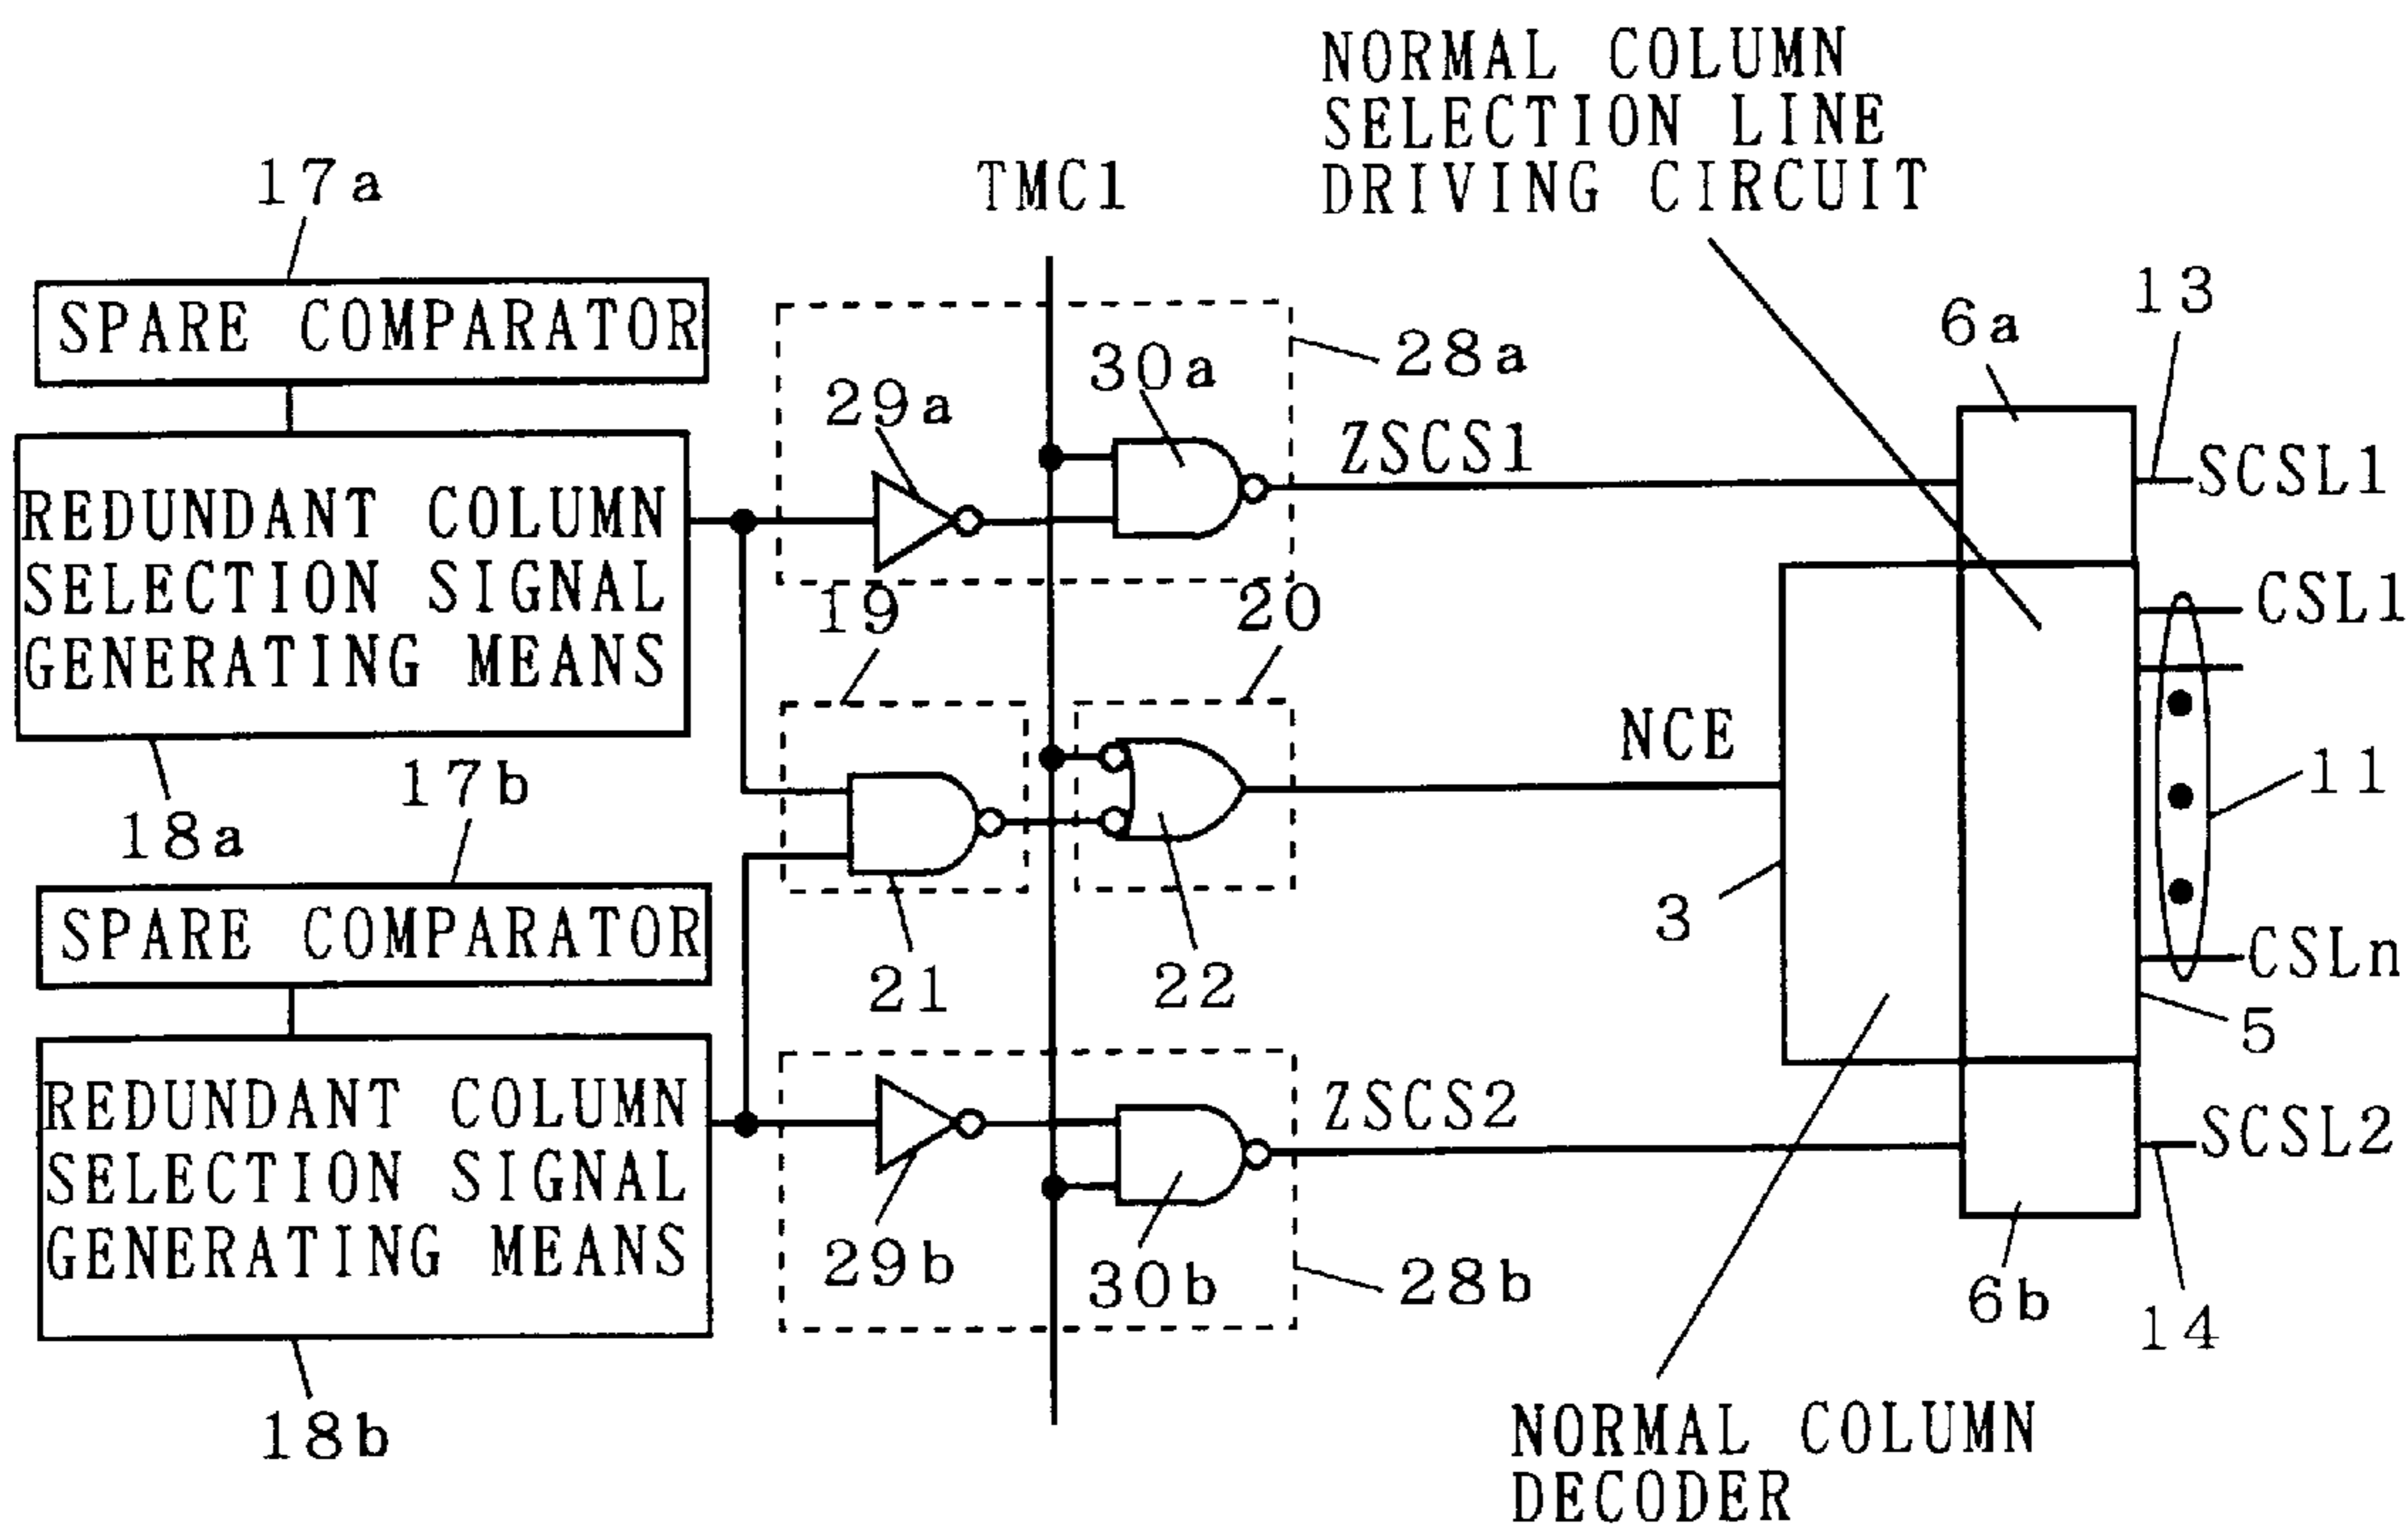 NORMAL COLUMN
SELECTION LINE
DRIVING CIRCUIT
17a
TMC1
13
6a
SPARE COMPARATOR
28a
30a
29a
ZSCS1
SCSL1
REDUNDANT COLUMN
SELECTION SIGNAL
GENERATING MEANS
19
20
CSL1
NCE
17b
11
18a
3
SPARE COMPARATOR
21
22
CSLn
5
REDUNDANT COLUMN
SELECTION SIGNAL
GENERATING MEANS
ZSCS2
SCSL2
29b
30b
28b
6b
14
18b
NORMAL COLUMN
DECODER